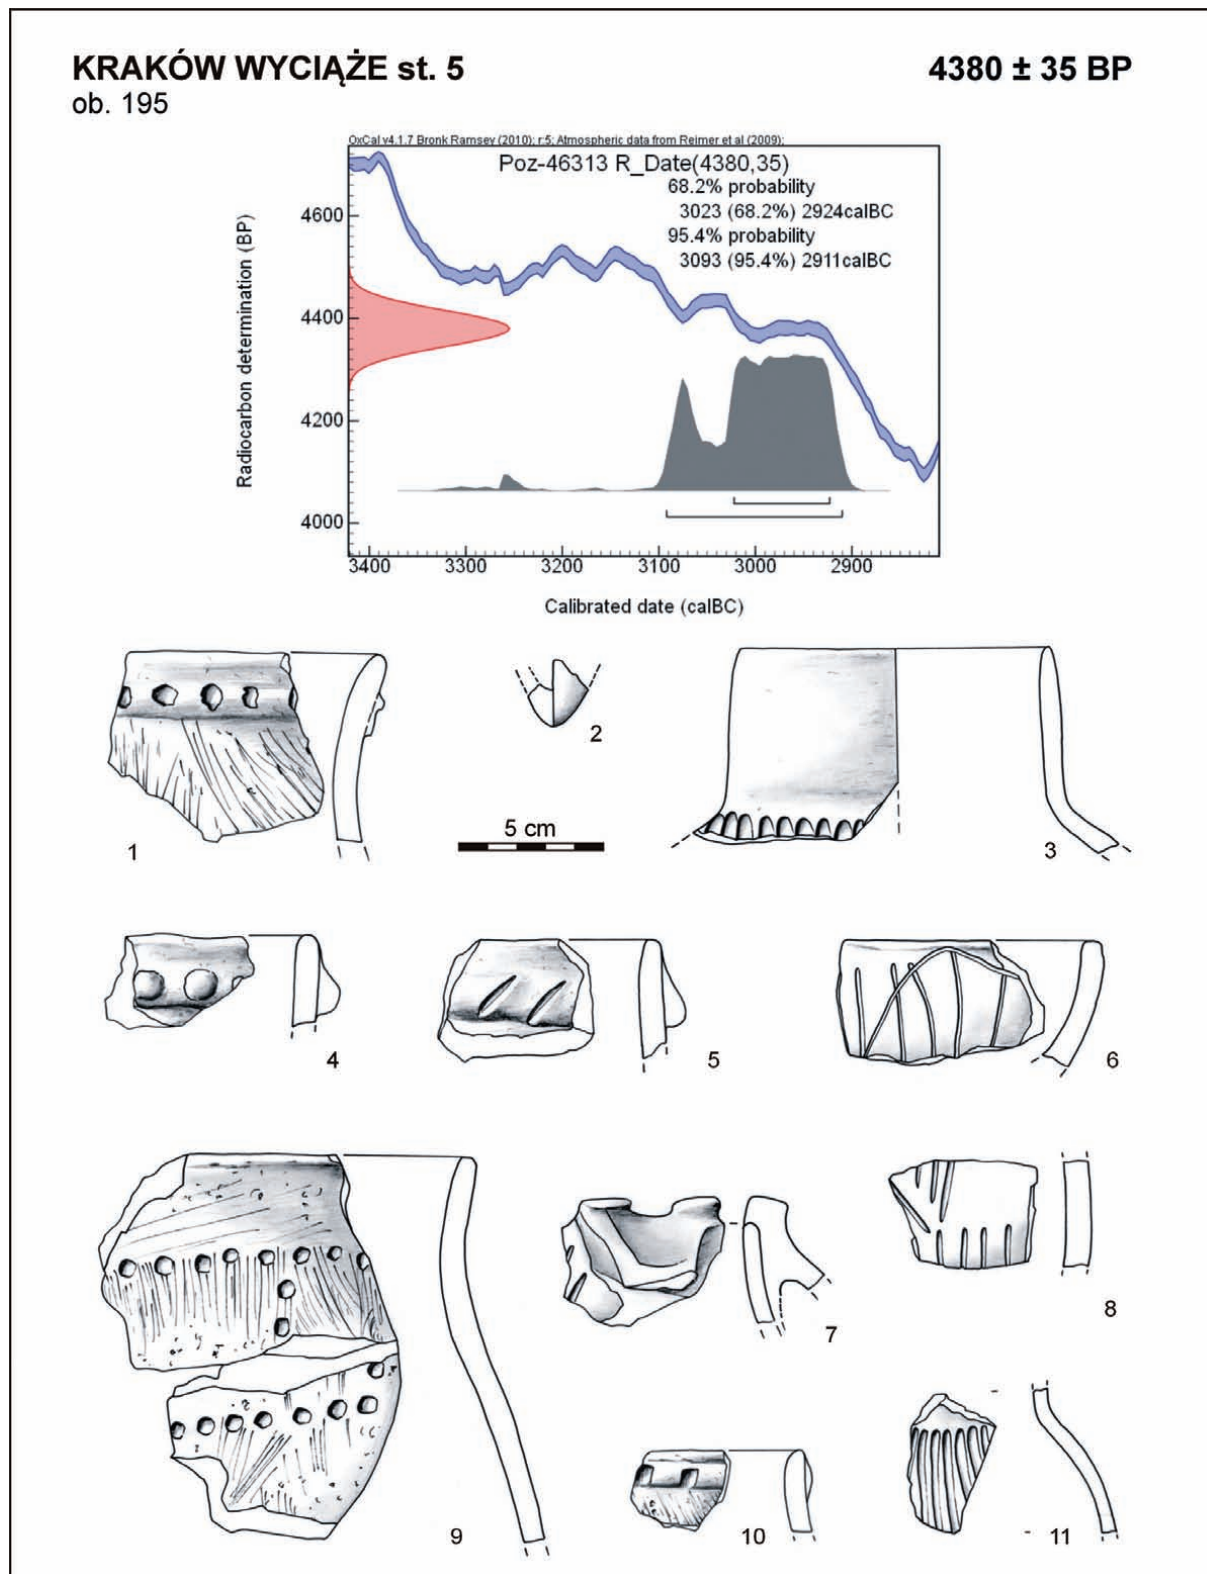 KRAKÓW WYCIĄŻE st. 5
4380 ± 35 BP
ob. 195
OxCal v4.1.7 Bronk Ramsey (2010); r:5; Atmospheric data from Reimer et al (2009);
Poz-46313 R_Date(4380,35)
68.2% probability
3023 (68.2%) 2924calBC
95.4% probability
3093 (95.4%) 2911calBC
Radiocarbon determination (BP)
4600
4400
4200
4000
3400 3300 3200 3100 3000 2900
Calibrated date (calBC)
1
2
5 cm
3
4
5
6
7
8
9
10
11